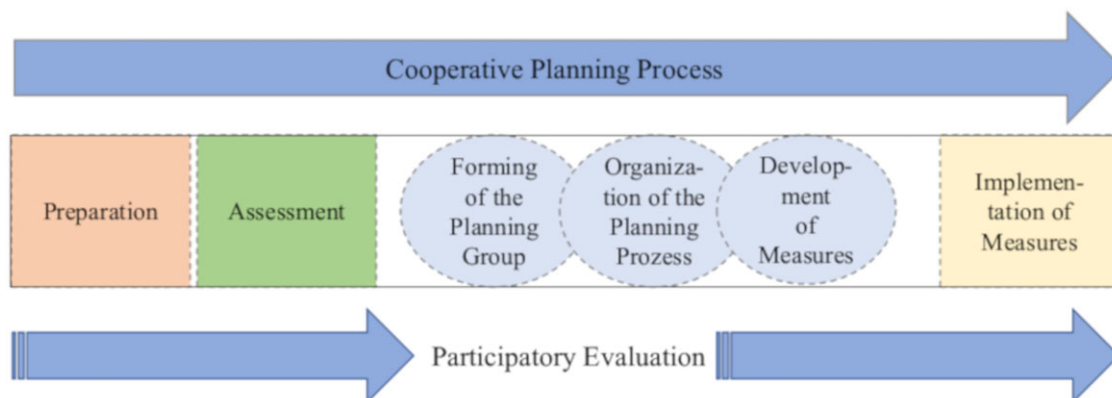 Cooperative Planning Process
Preparation
Assessment
Forming
of the
Planning
Group
Organiza-
tion of the
Planning
Prozess
Develop-
ment
of
Measures
Implemen-
tation of
Measures
Participatory Evaluation